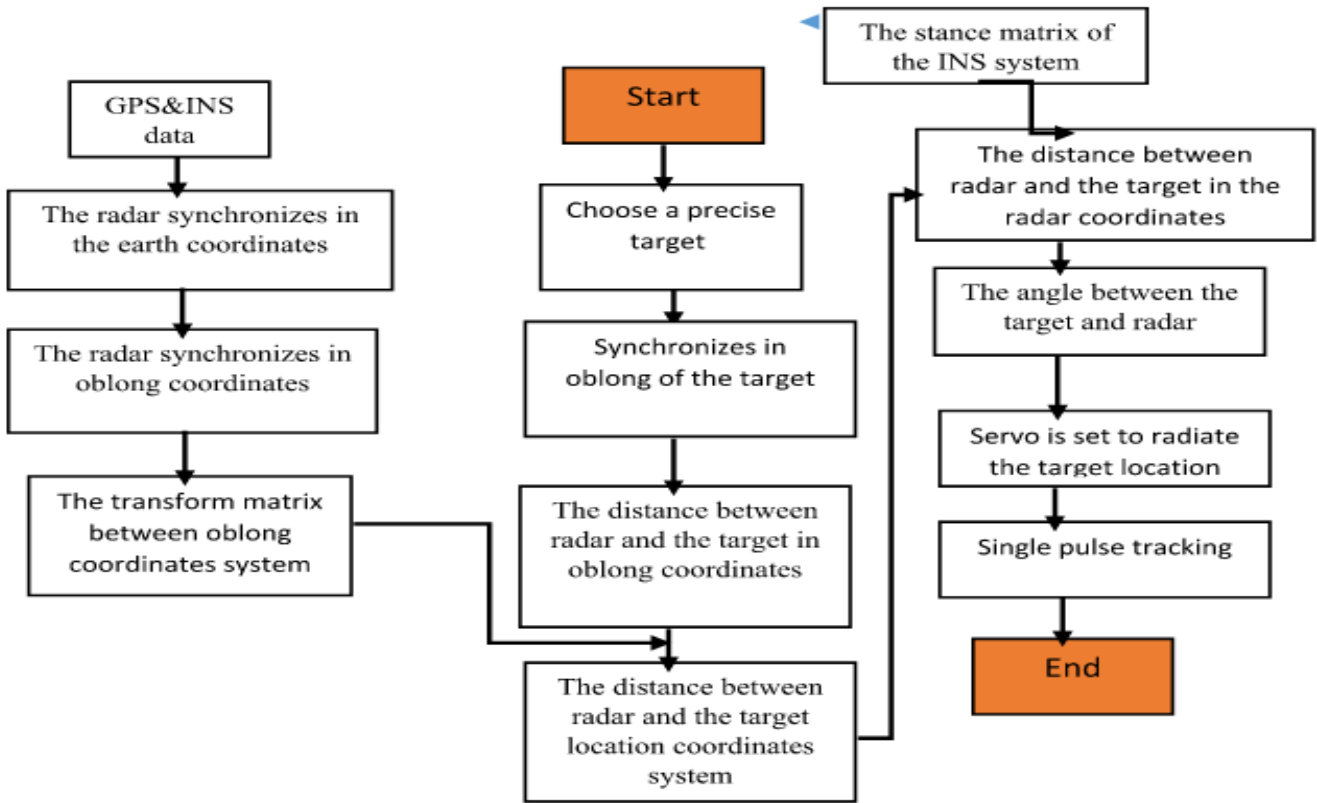 GPS&INS
data
The radar synchronizes in
the earth coordinates
The radar synchronizes in
oblong coordinates
The transform matrix
between oblong
coordinates system
Start
Choose a precise
target
Synchronizes in
oblong of the target
The distance between
radar and the target in
oblong coordinates
The distance between
radar and the target
location coordinates
system
The stance matrix of
the INS system
The distance between
radar and the target in the
radar coordinates
The angle between the
target and radar
Servo is set to radiate
the target location
Single pulse tracking
End